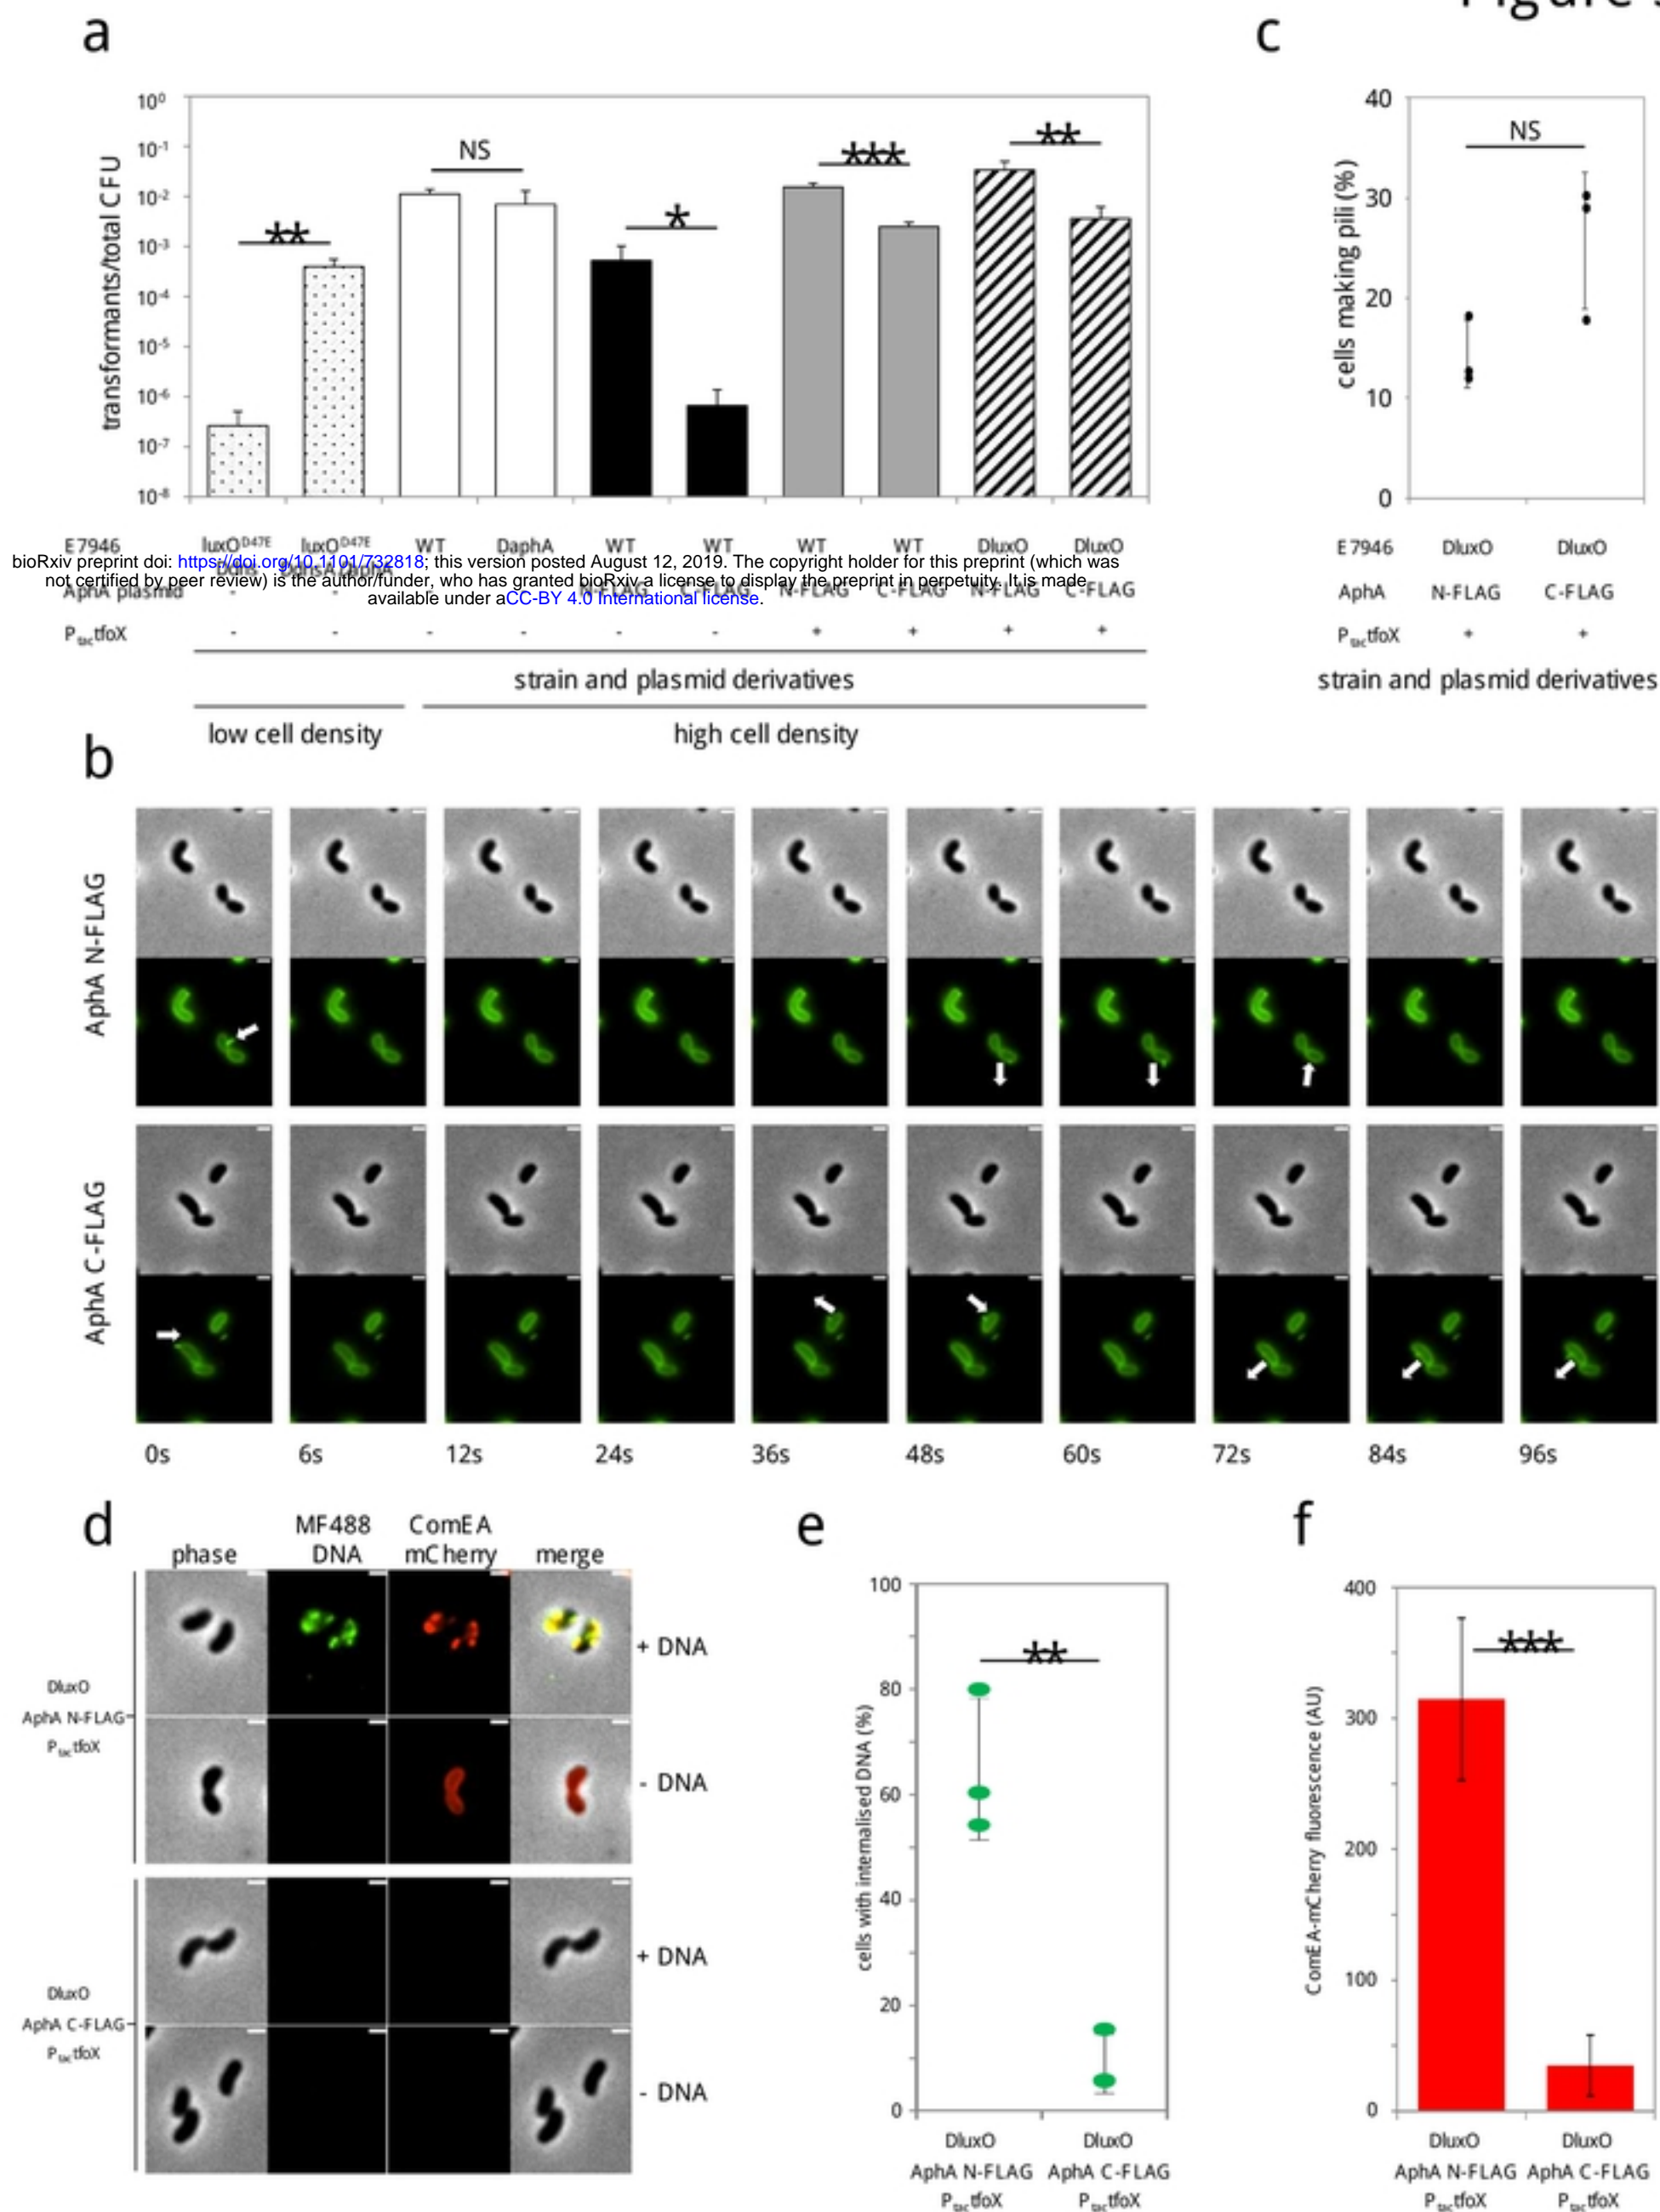 a
c
transformants/total CFU
10⁰
10⁻¹
10⁻²
10⁻³
10⁻⁴
10⁻⁵
10⁻⁶
10⁻⁷
10⁻⁸
**
NS
*
***
**
E7946 luxOᴰ⁴⁷ᴱ luxOᴰ⁴⁷ᴱ WT DaphA WT WT WT WT DluxO DluxO
bioRxiv preprint doi: https://doi.org/10.1101/732818; this version posted August 12, 2019. The copyright holder for this preprint (which was
not certified by peer review) is the author/funder, who has granted bioRxiv a license to display the preprint in perpetuity. It is made
available under aCC-BY 4.0 International license.
AphA plasmid - - N-FLAG C-FLAG N-FLAG C-FLAG N-FLAG C-FLAG
PtactfoX - - - - - - + + + +
strain and plasmid derivatives
low cell density high cell density
cells making pili (%)
40
30
20
10
0
NS
E7946 DluxO DluxO
AphA N-FLAG C-FLAG
PtactfoX + +
strain and plasmid derivatives
b
AphA N-FLAG
AphA C-FLAG
0s 6s 12s 24s 36s 48s 60s 72s 84s 96s
d
phase MF488 DNA ComEA mCherry merge
DluxO
AphA N-FLAG
PtactfoX
+ DNA
- DNA
DluxO
AphA C-FLAG
PtactfoX
+ DNA
- DNA
e
cells with internalised DNA (%)
100
80
60
40
20
0
**
DluxO DluxO
AphA N-FLAG AphA C-FLAG
PtactfoX PtactfoX
f
ComEA-mCherry fluorescence (AU)
400
300
200
100
0
***
DluxO DluxO
AphA N-FLAG AphA C-FLAG
PtactfoX PtactfoX